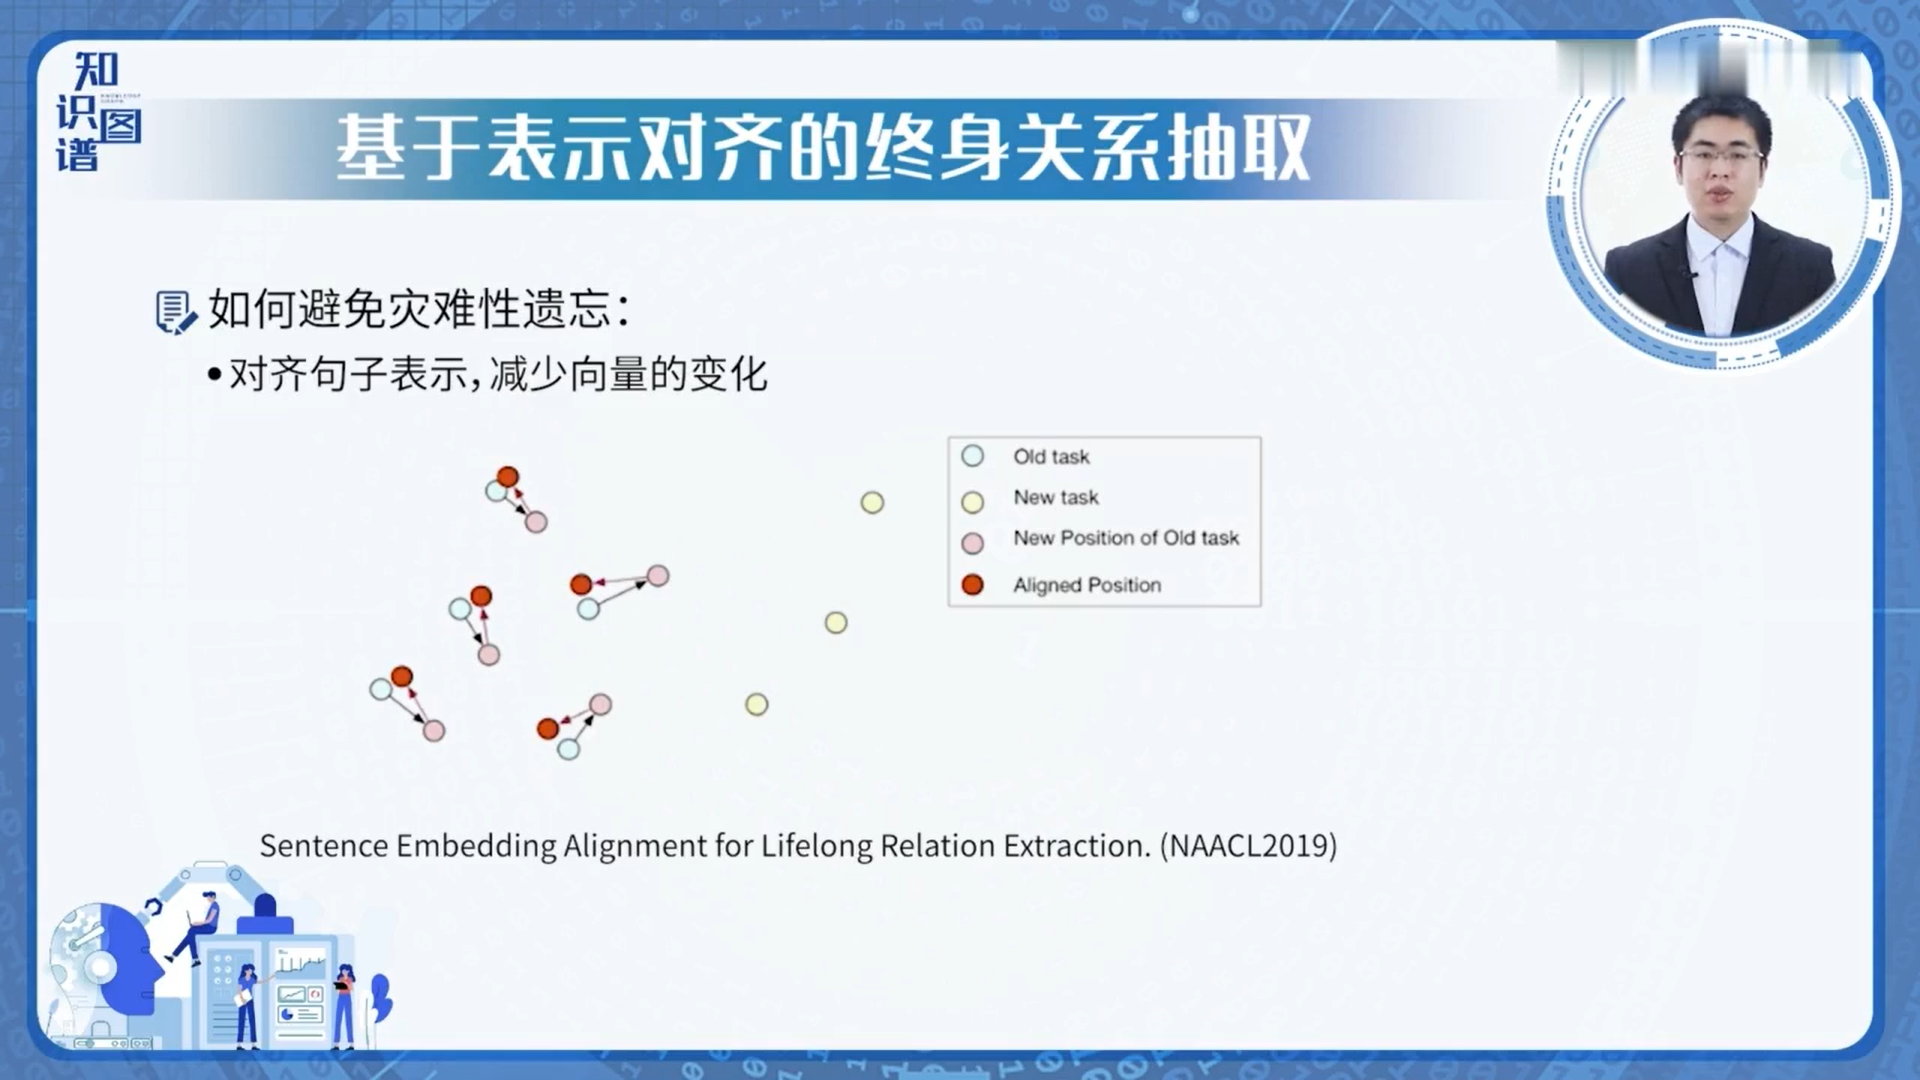 知识图谱
基于表示对齐的终身关系抽取
如何避免灾难性遗忘：
•对齐句子表示，减少向量的变化
Old task
New task
New Position of Old task
Aligned Position
Sentence Embedding Alignment for Lifelong Relation Extraction. (NAACL2019)